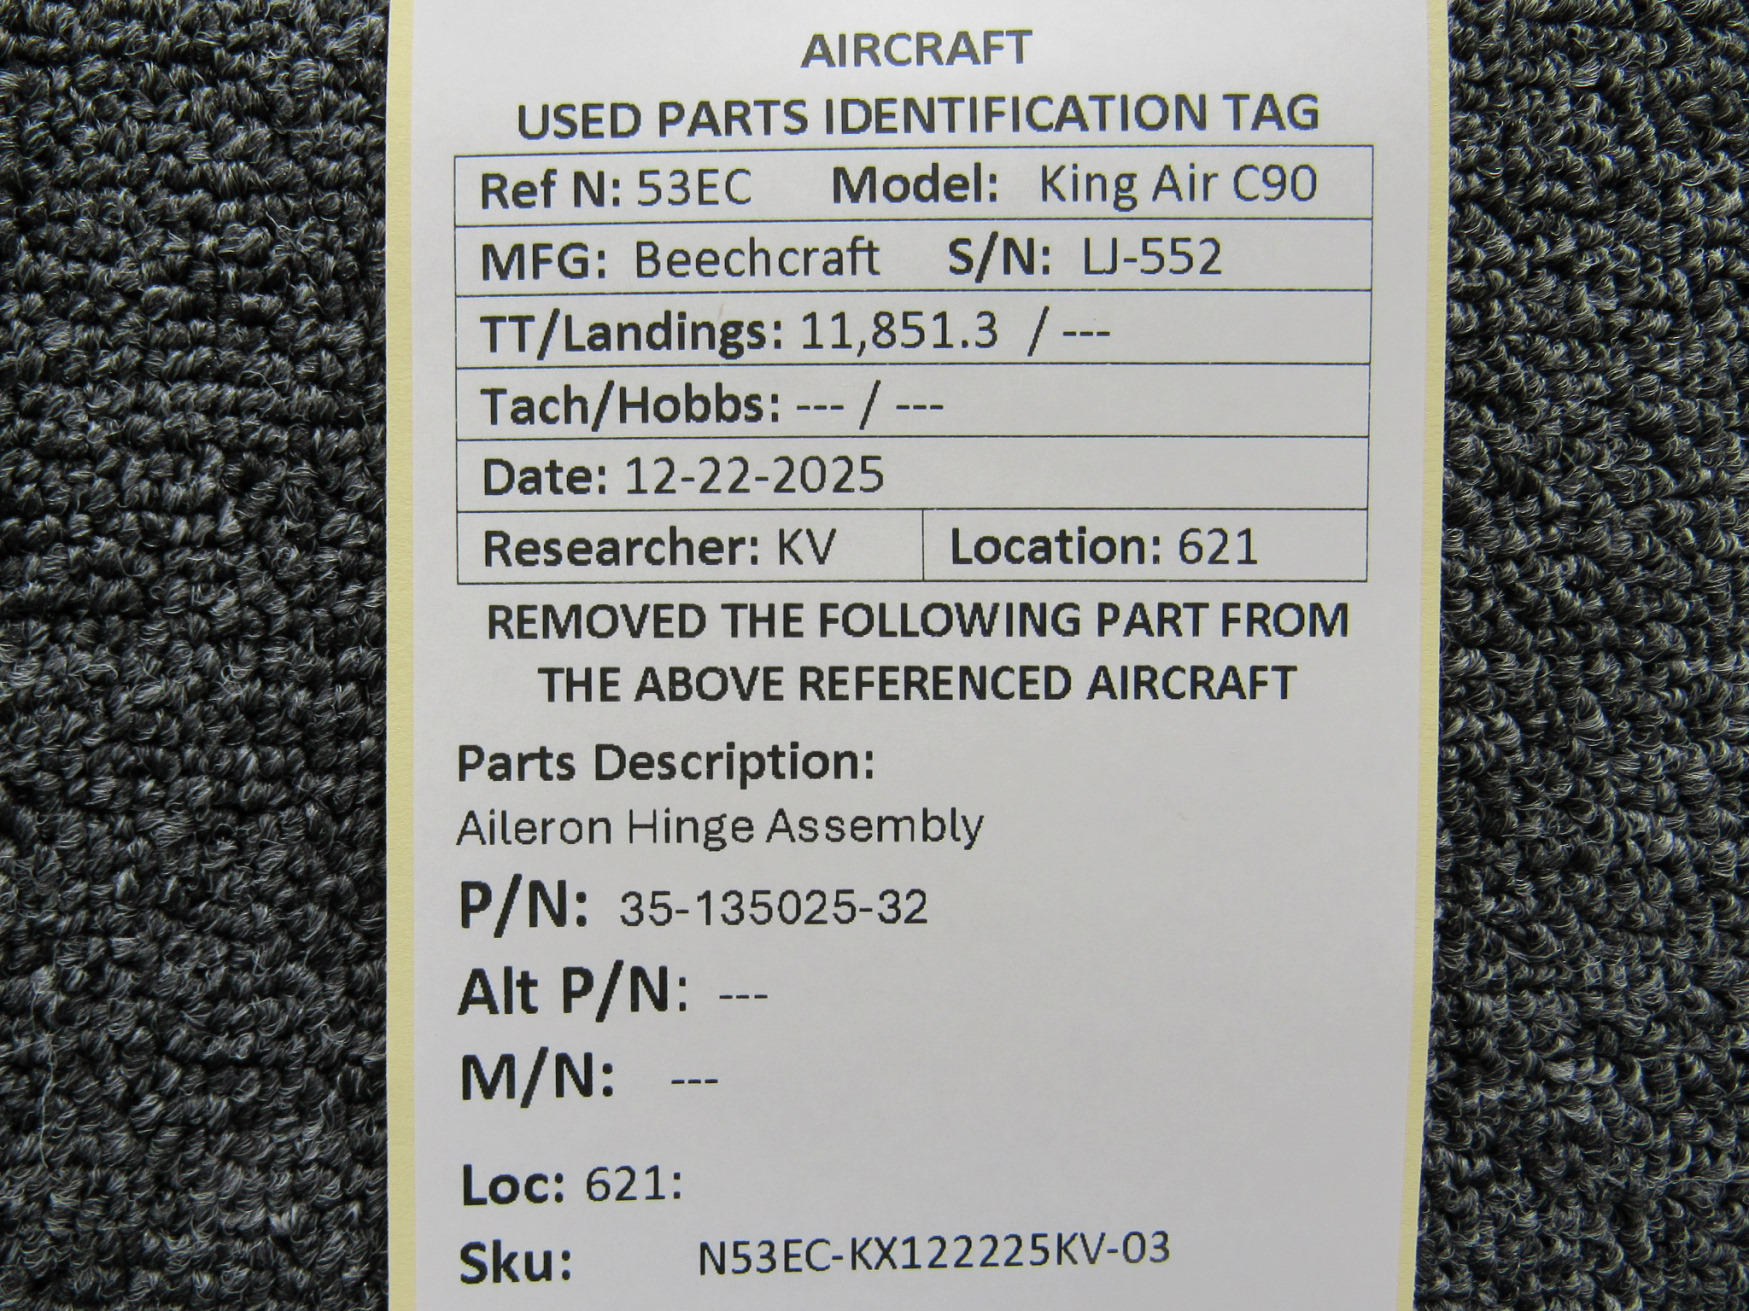 AIRCRAFT
USED PARTS IDENTIFICATION TAG
Ref N: 53EC Model: King Air C90
MFG: Beechcraft S/N: LJ-552
TT/Landings: 11,851.3 / ---
Tach/Hobbs: --- / ---
Date: 12-22-2025
Researcher: KV Location: 621
REMOVED THE FOLLOWING PART FROM
THE ABOVE REFERENCED AIRCRAFT
Parts Description:
Aileron Hinge Assembly
P/N: 35-135025-32
Alt P/N: ---
M/N: ---
Loc: 621:
Sku: N53EC-KX122225KV-03